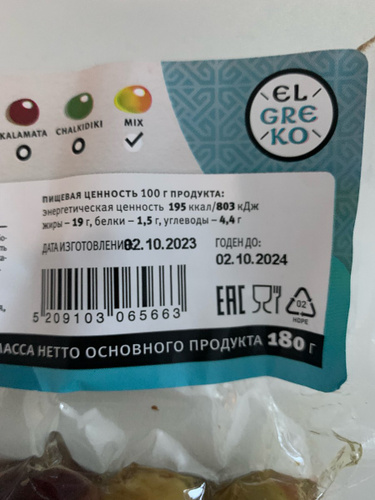 EL
GRE
KO
KALAMATA CHALKIDIKI MIX
ПИЩЕВАЯ ЦЕННОСТЬ 100 Г ПРОДУКТА:
энергетическая ценность 195 ккал/803 кДж
жиры – 19 г, белки – 1,5 г, углеводы – 4,4 г
ДАТА ИЗГОТОВЛЕНИЯ: 02.10.2023
ГОДЕН ДО:
02.10.2024
5 209103 065663
EAC
02
HDPE
МАССА НЕТТО ОСНОВНОГО ПРОДУКТА 180 г